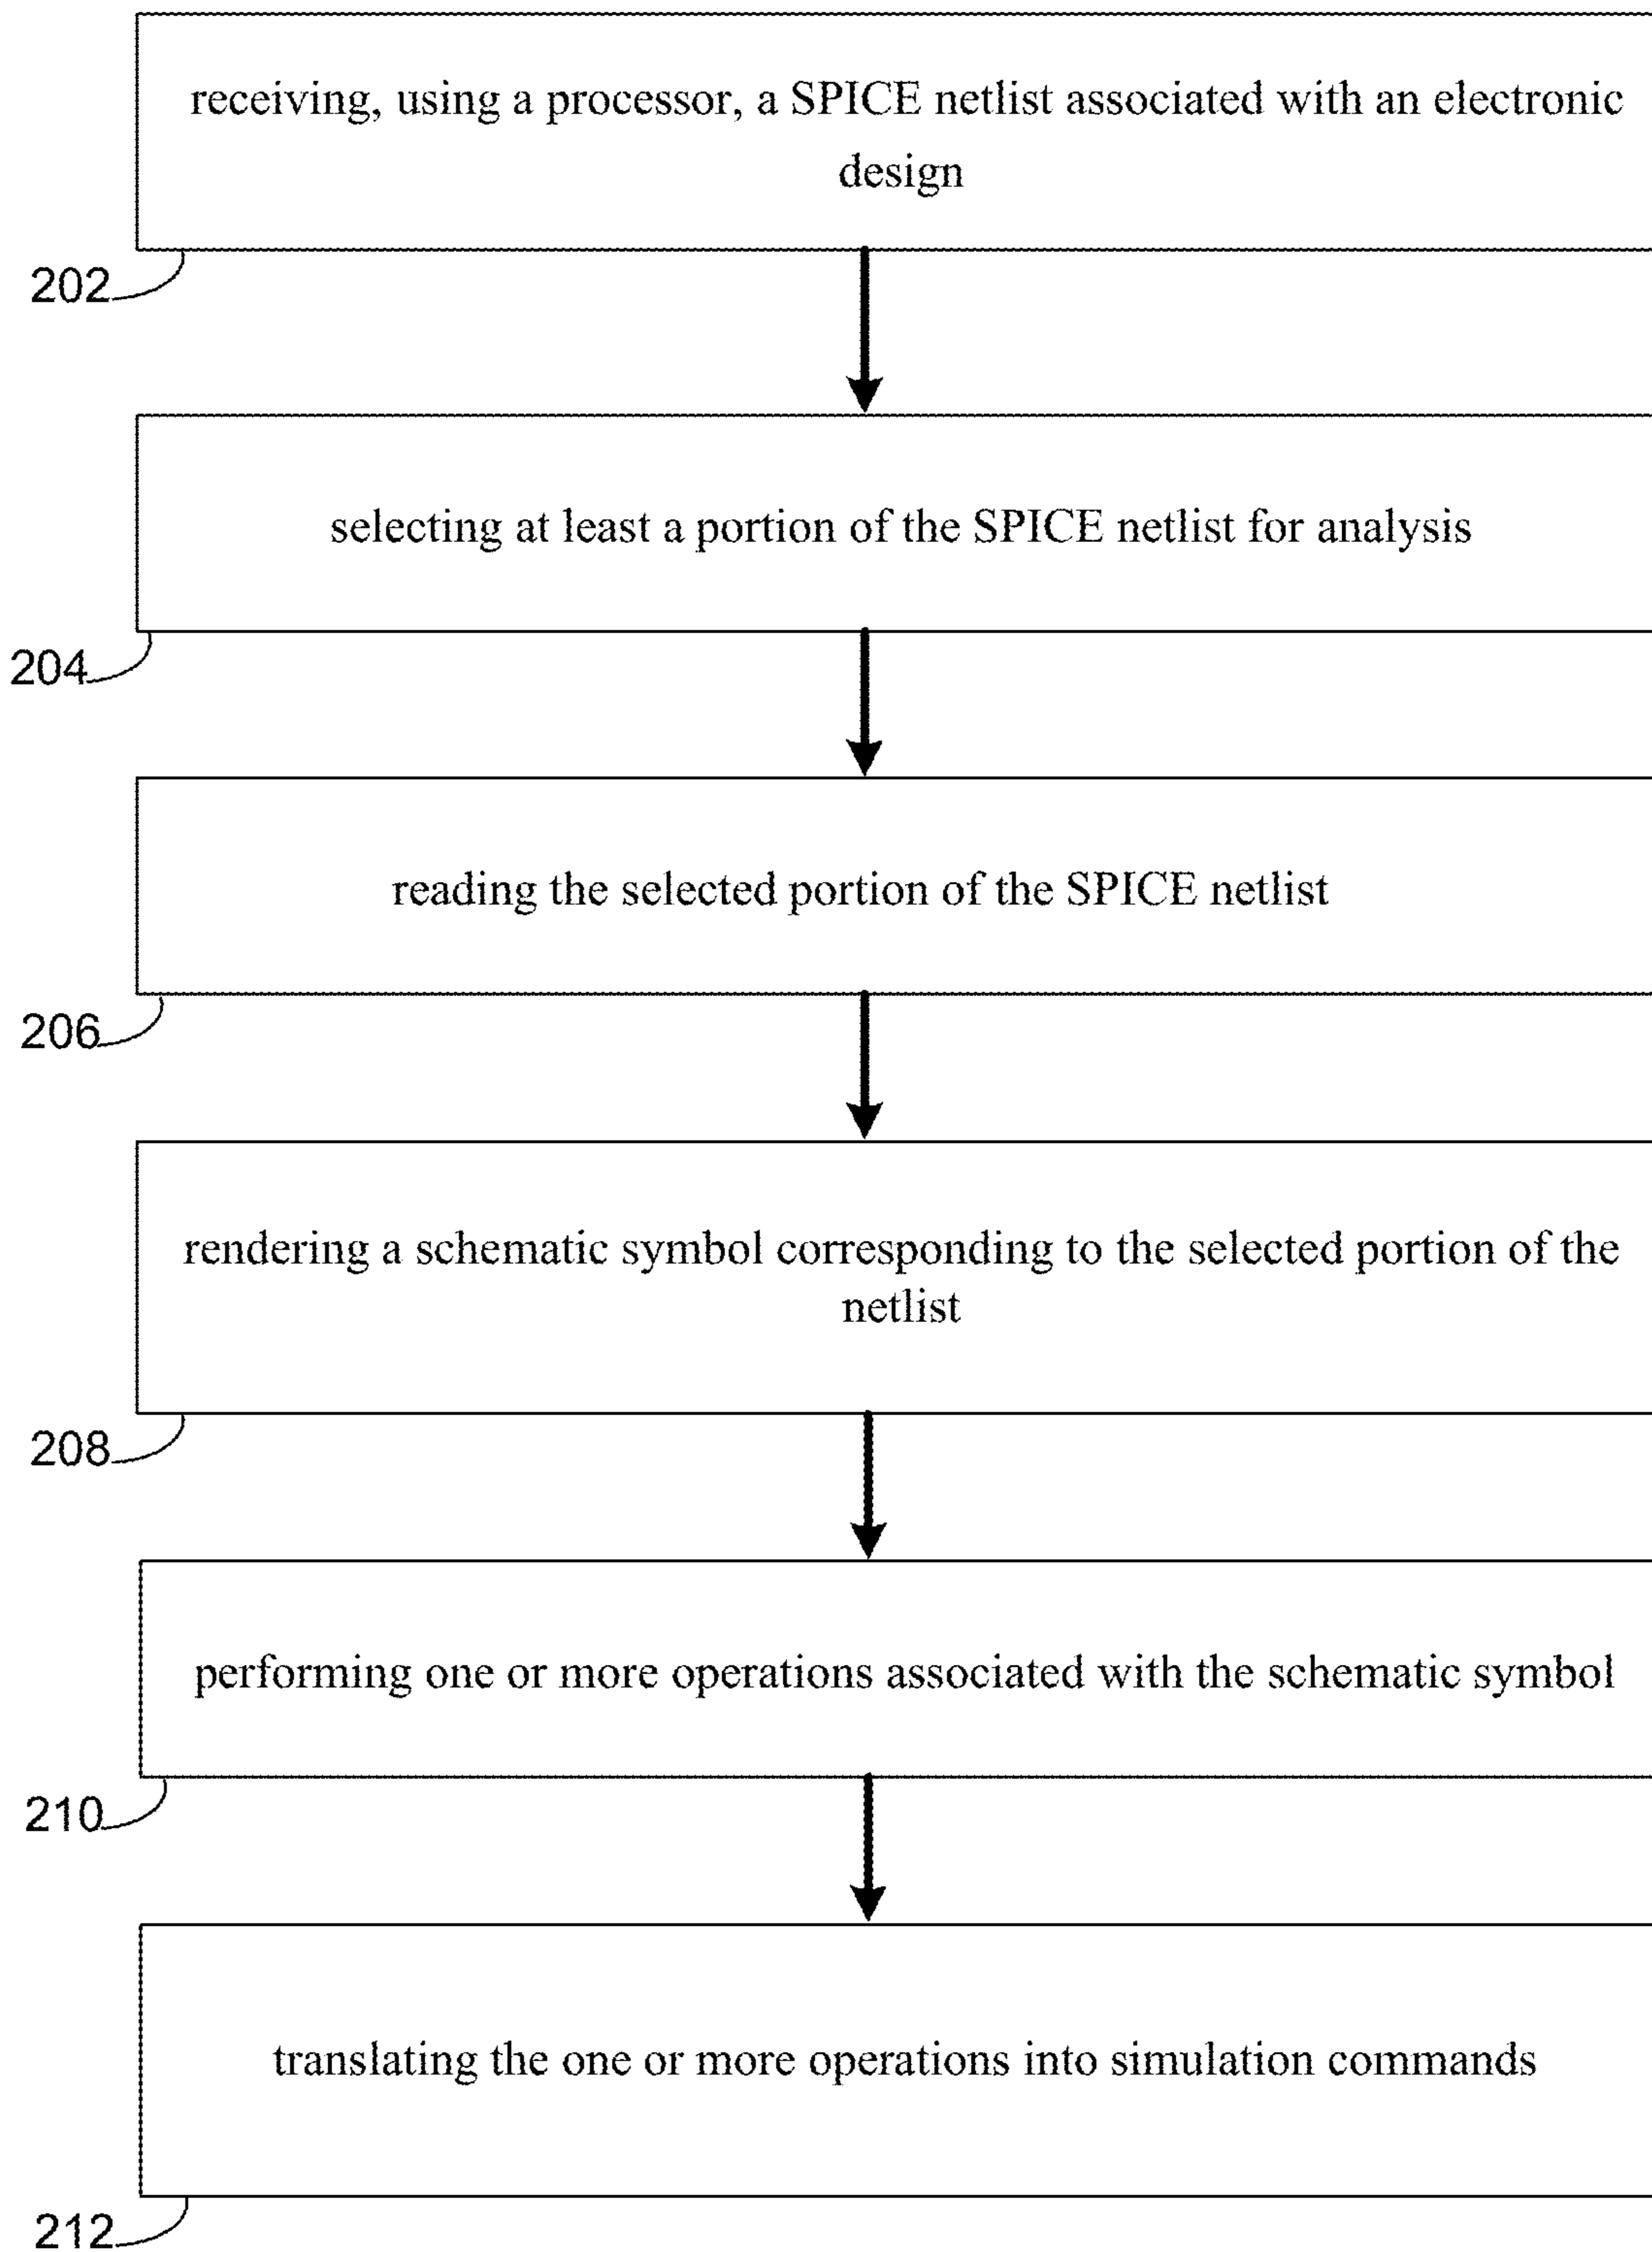 receiving, using a processor, a SPICE netlist associated with an electronic
design
202
selecting at least a portion of the SPICE netlist for analysis
204
reading the selected portion of the SPICE netlist
206
rendering a schematic symbol corresponding to the selected portion of the
netlist
208
performing one or more operations associated with the schematic symbol
210
translating the one or more operations into simulation commands
212